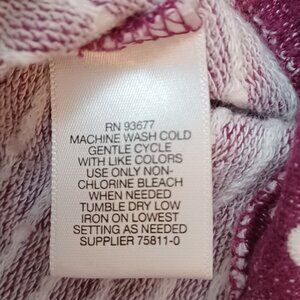 RN 93677
MACHINE WASH COLD
GENTLE CYCLE
WITH LIKE COLORS
USE ONLY NON-
CHLORINE BLEACH
WHEN NEEDED
TUMBLE DRY LOW
IRON ON LOWEST
SETTING AS NEEDED
SUPPLIER 75811-0